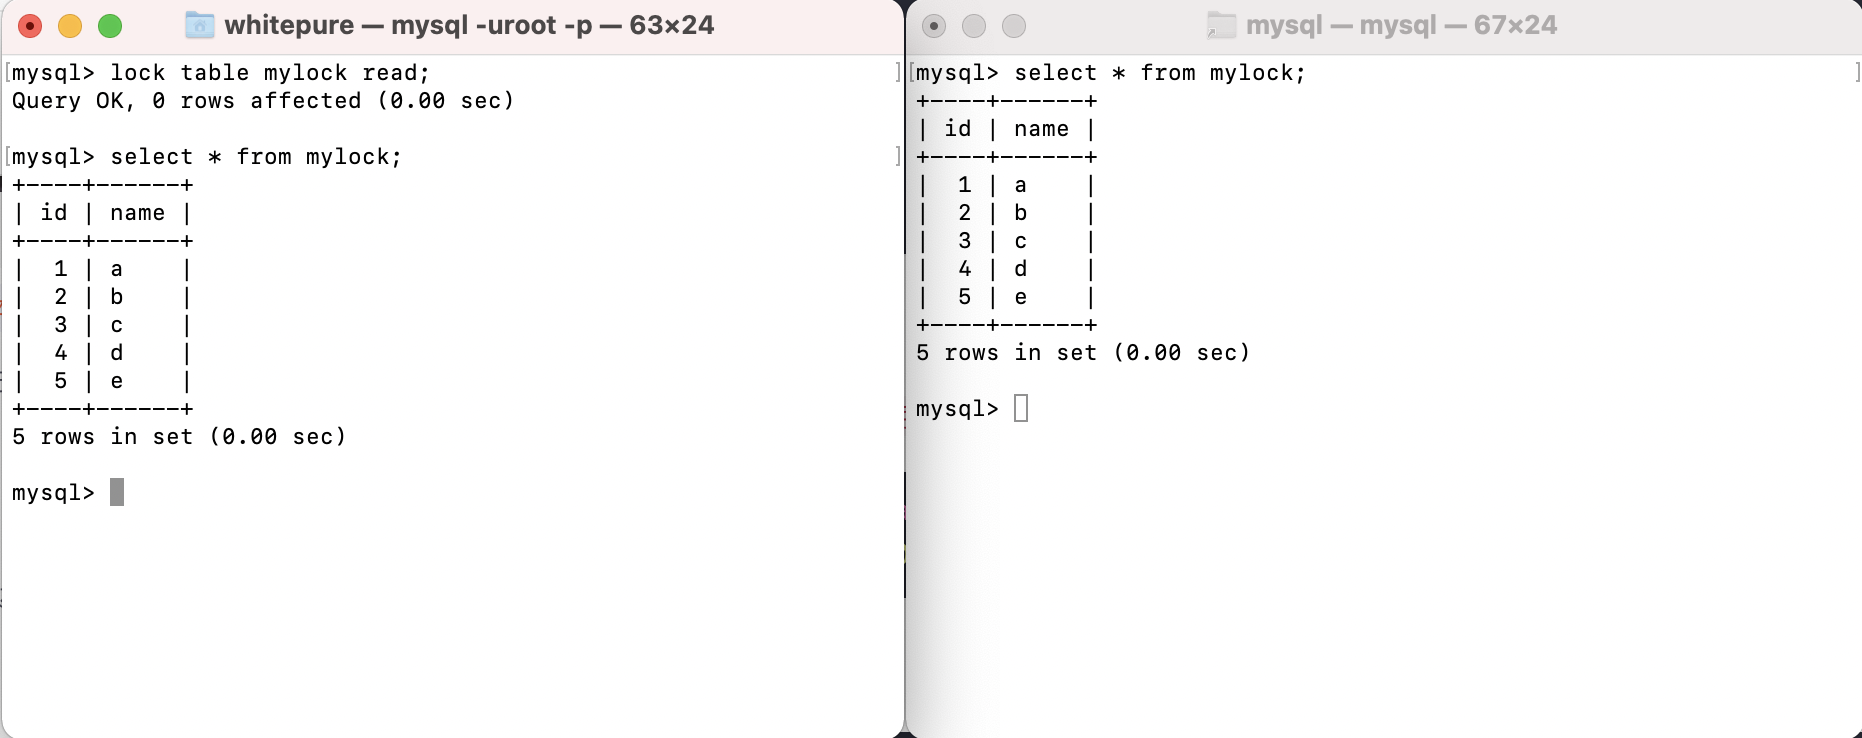 whitepure — mysql -uroot -p — 63×24
mysql> lock table mylock read;
Query OK, 0 rows affected (0.00 sec)
mysql> select * from mylock;
+----+------+
| id | name |
+----+------+
|  1 | a    |
|  2 | b    |
|  3 | c    |
|  4 | d    |
|  5 | e    |
+----+------+
5 rows in set (0.00 sec)
mysql>
mysql — mysql — 67×24
mysql> select * from mylock;
+----+------+
| id | name |
+----+------+
|  1 | a    |
|  2 | b    |
|  3 | c    |
|  4 | d    |
|  5 | e    |
+----+------+
5 rows in set (0.00 sec)
mysql>